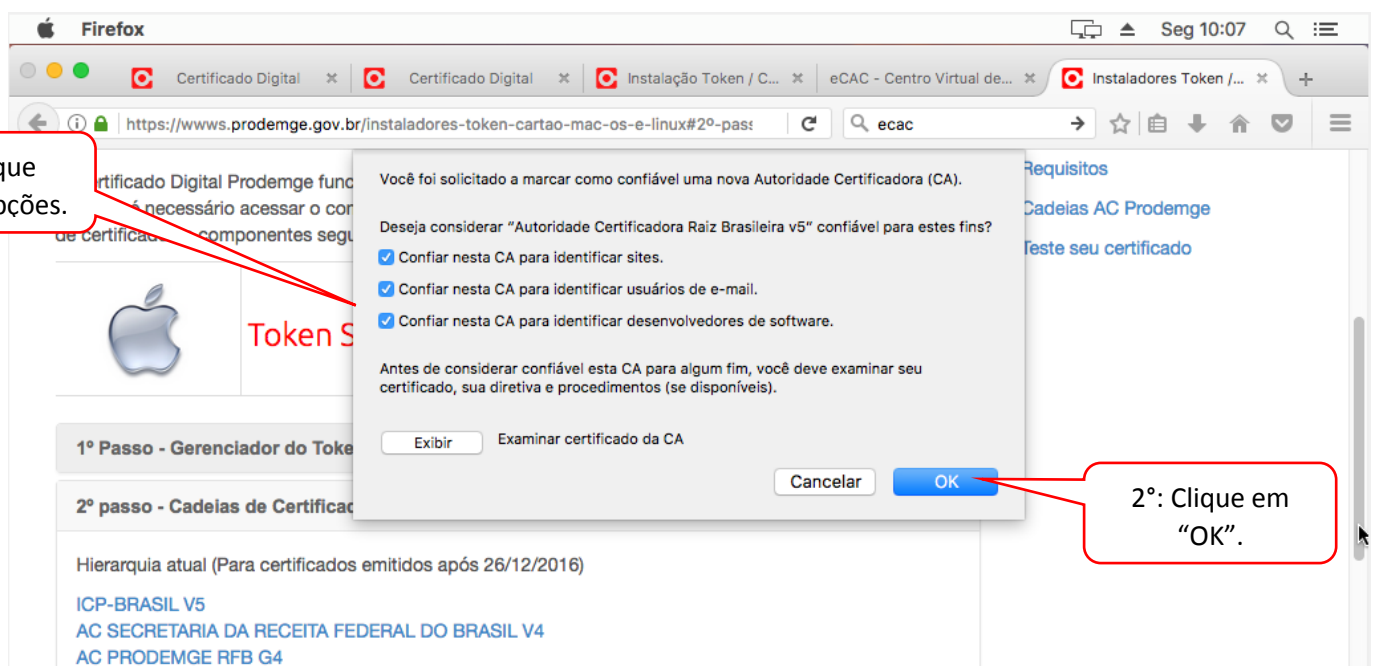 Firefox
Seg 10:07
Certificado Digital
Certificado Digital
Instalação Token / C...
eCAC - Centro Virtual de...
Instaladores Token /...
https://wwws.prodemge.gov.br/instaladores-token-cartao-mac-os-e-linux#2º-pass
ecac
que
pções.
rtificado Digital Prodemge func
é necessário acessar o cor
de certificado componentes segu
Token S
1º Passo - Gerenciador do Toke
2º passo - Cadeias de Certificad
Hierarquia atual (Para certificados emitidos após 26/12/2016)
ICP-BRASIL V5
AC SECRETARIA DA RECEITA FEDERAL DO BRASIL V4
AC PRODEMGE RFB G4
Você foi solicitado a marcar como confiável uma nova Autoridade Certificadora (CA).
Deseja considerar “Autoridade Certificadora Raiz Brasileira v5” confiável para estes fins?
Confiar nesta CA para identificar sites.
Confiar nesta CA para identificar usuários de e-mail.
Confiar nesta CA para identificar desenvolvedores de software.
Antes de considerar confiável esta CA para algum fim, você deve examinar seu
certificado, sua diretiva e procedimentos (se disponíveis).
Exibir
Examinar certificado da CA
Cancelar
OK
Requisitos
Cadeias AC Prodemge
Teste seu certificado
2°: Clique em
“OK”.